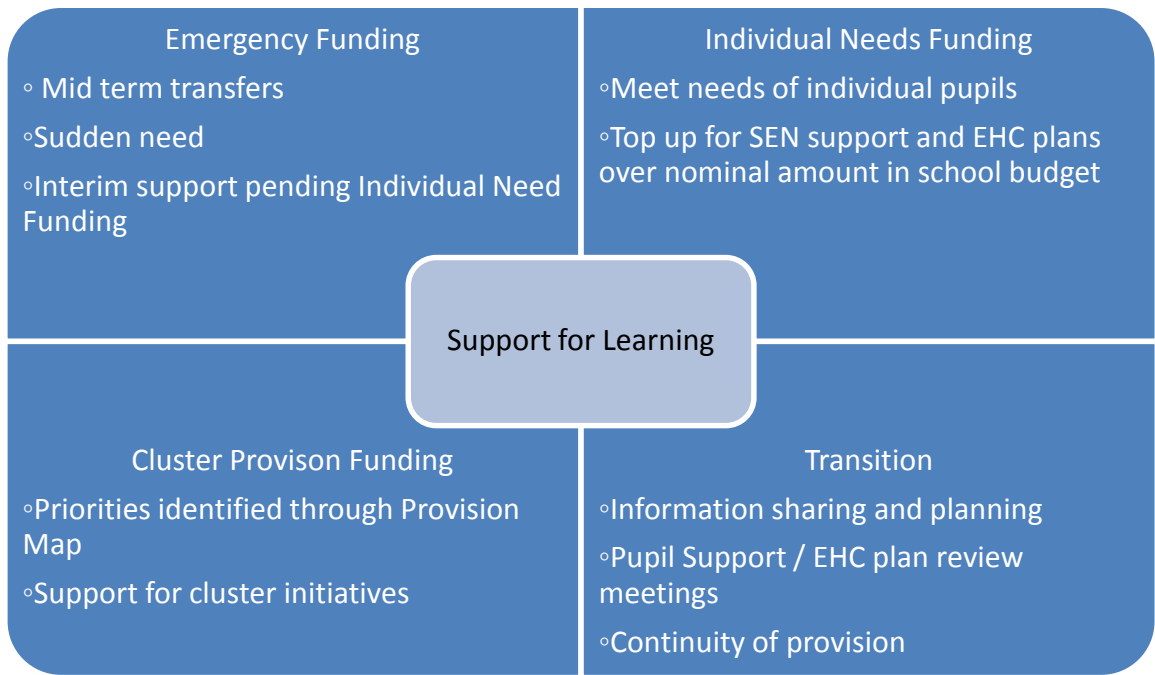 Emergency Funding
◦ Mid term transfers
◦Sudden need
◦Interim support pending Individual Need
Funding
Individual Needs Funding
◦Meet needs of individual pupils
◦Top up for SEN support and EHC plans
over nominal amount in school budget
Support for Learning
Cluster Provison Funding
◦Priorities identified through Provision
Map
◦Support for cluster initiatives
Transition
◦Information sharing and planning
◦Pupil Support / EHC plan review
meetings
◦Continuity of provision